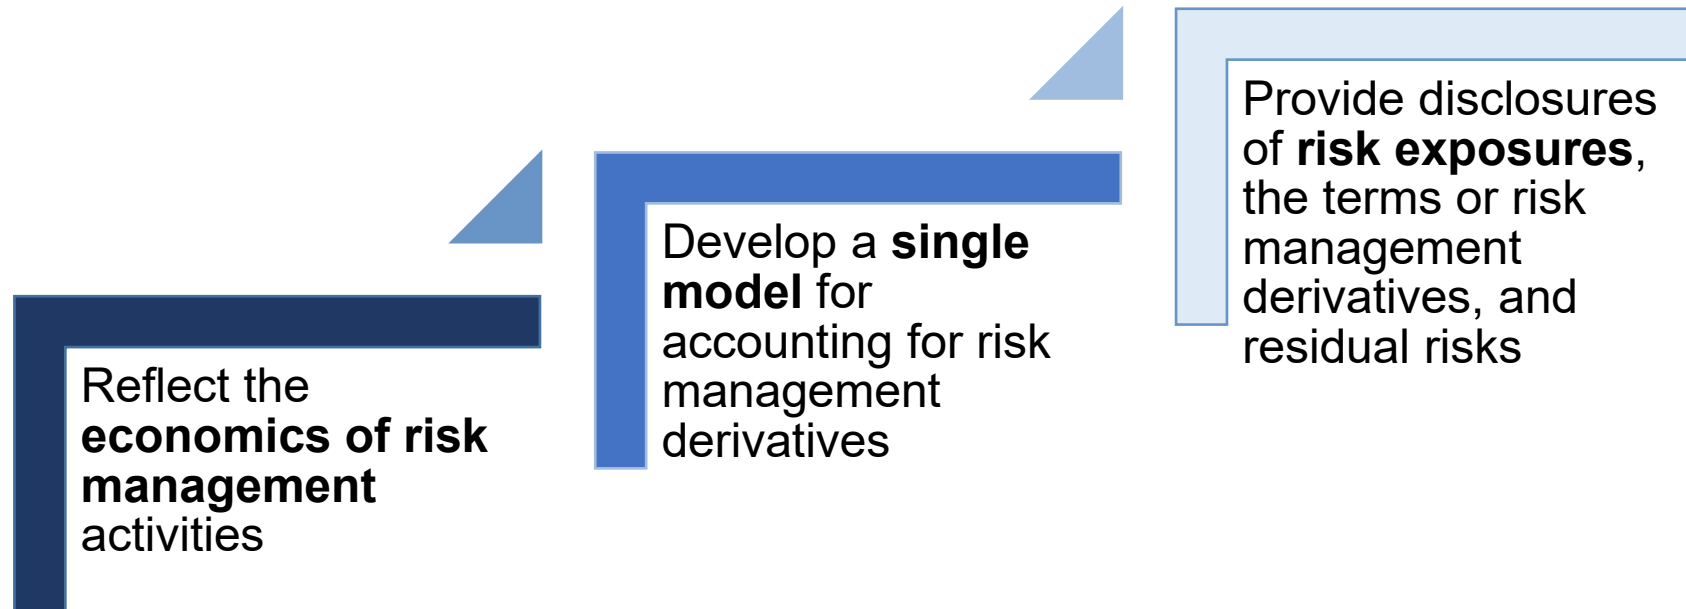 Reflect the
economics of risk
management
activities
Develop a single
model for
accounting for risk
management
derivatives
Provide disclosures
of risk exposures,
the terms or risk
management
derivatives, and
residual risks